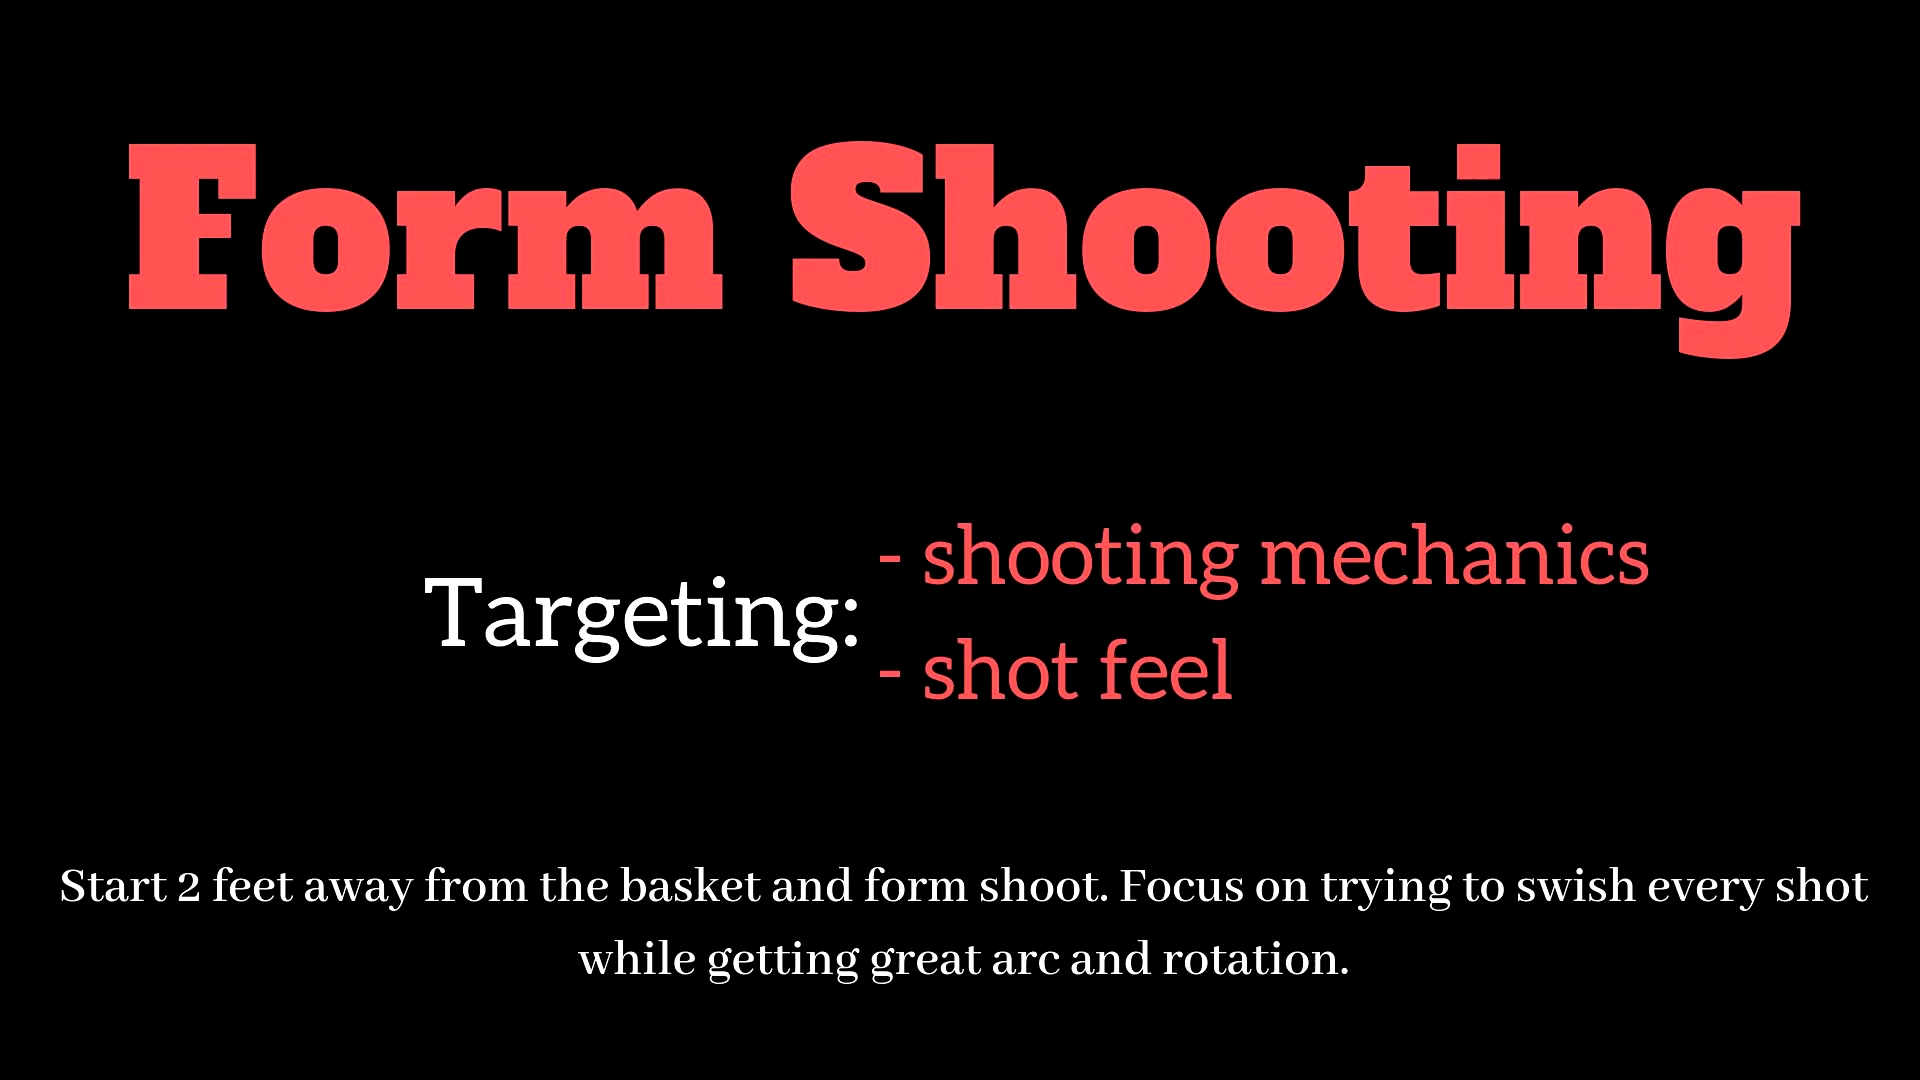 Form Shooting
Targeting:
- shooting mechanics
- shot feel
Start 2 feet away from the basket and form shoot. Focus on trying to swish every shot
while getting great arc and rotation.